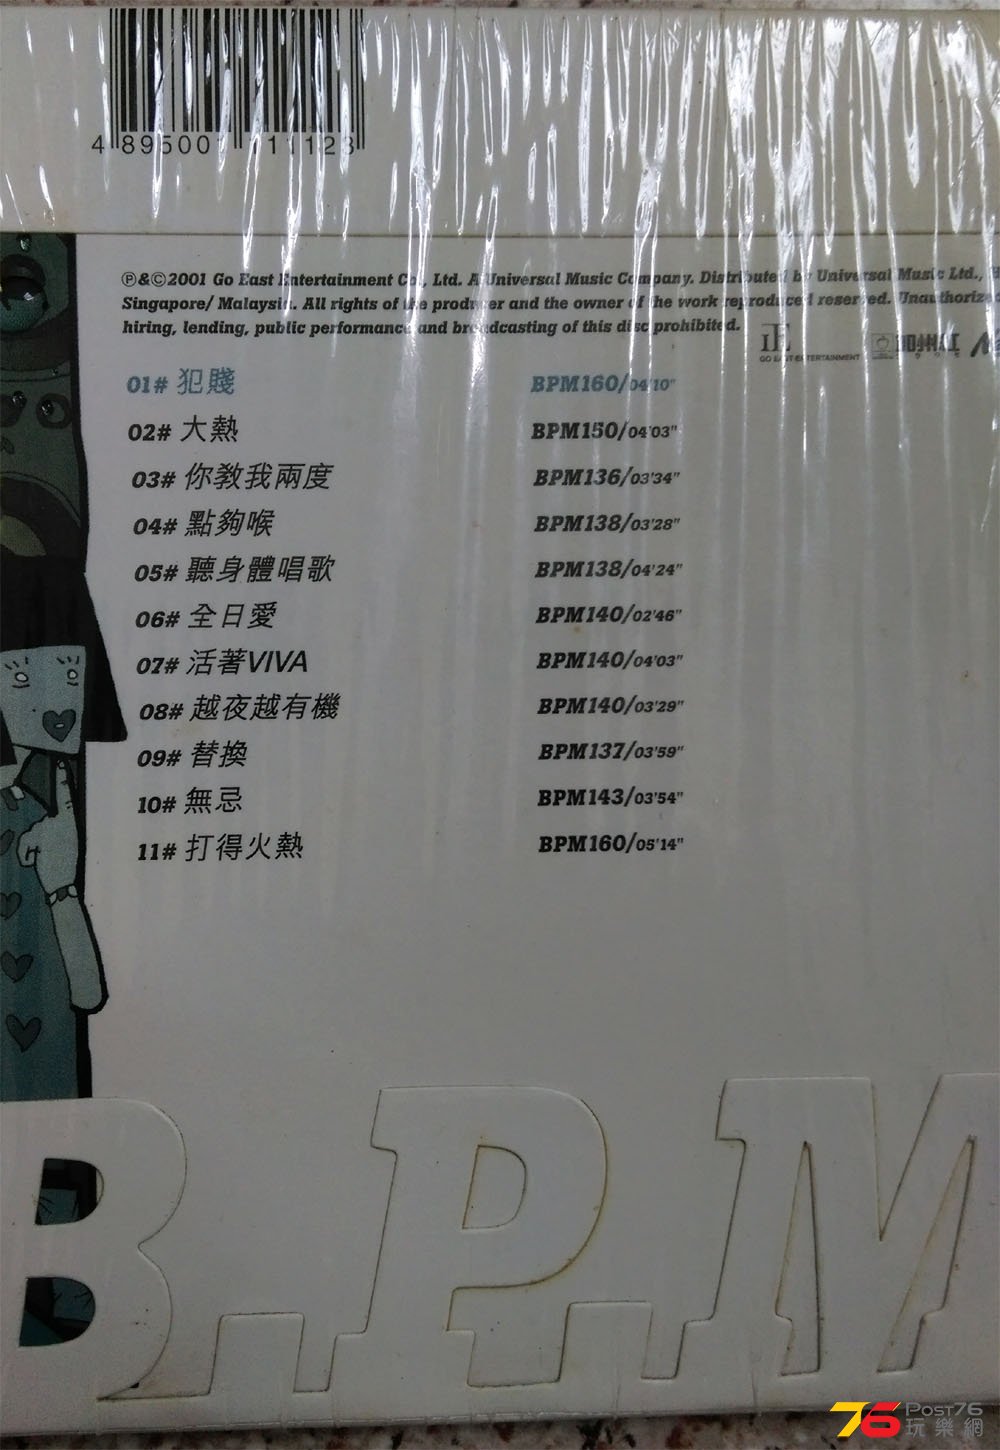 4 895001 111123
Ⓟ&©2001 Go East Entertainment Co., Ltd. A Universal Music Company. Distributed by Universal Music Ltd.,
Singapore/ Malaysia. All rights of the producer and the owner of the work reproduced reserved. Unauthorize
hiring, lending, public performance and broadcasting of this disc prohibited.
正E
GO EAST ENTERTAINMENT
01# 犯賤 BPM160/04'10"
02# 大熱 BPM150/04'03"
03# 你教我兩度 BPM136/03'34"
04# 點夠喉 BPM138/03'28"
05# 聽身體唱歌 BPM138/04'24"
06# 全日愛 BPM140/02'46"
07# 活著VIVA BPM140/04'03"
08# 越夜越有機 BPM140/03'29"
09# 替換 BPM137/03'59"
10# 無忌 BPM143/03'54"
11# 打得火熱 BPM160/05'14"
B.P.M
76 POST76
玩樂網